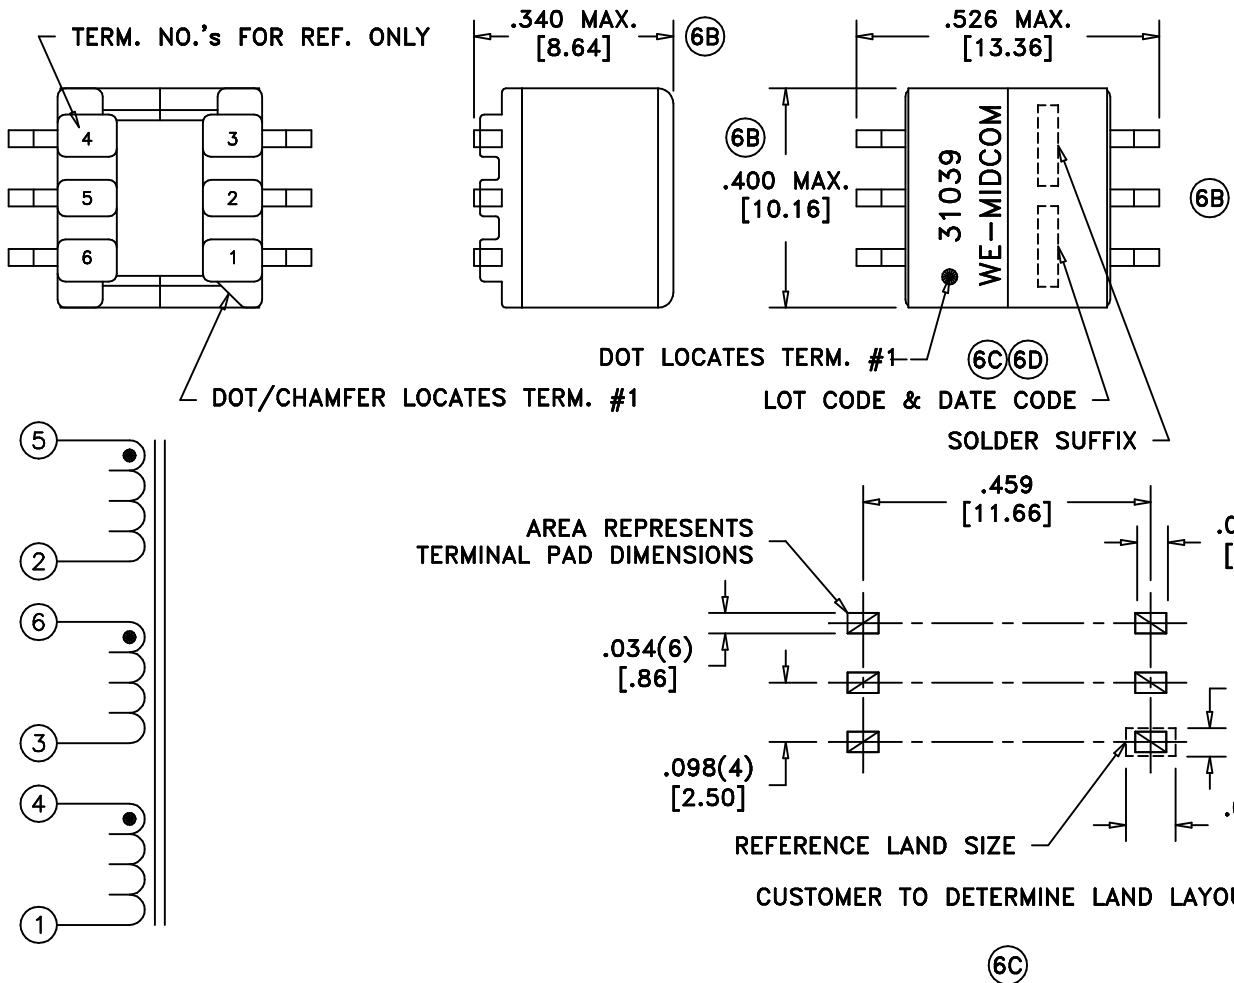 TERM. NO.'s FOR REF. ONLY
.340 MAX.
[8.64]
6B
.526 MAX.
[13.36]
4
3
5
2
6
1
6B
.400 MAX.
[10.16]
31039
WE-MIDCOM
6B
DOT LOCATES TERM. #1
6C 6D
DOT/CHAMFER LOCATES TERM. #1
LOT CODE & DATE CODE
SOLDER SUFFIX
5
2
6
3
4
1
.459
[11.66]
AREA REPRESENTS
TERMINAL PAD DIMENSIONS
.034(6)
[.86]
.098(4)
[2.50]
REFERENCE LAND SIZE
CUSTOMER TO DETERMINE LAND
6C